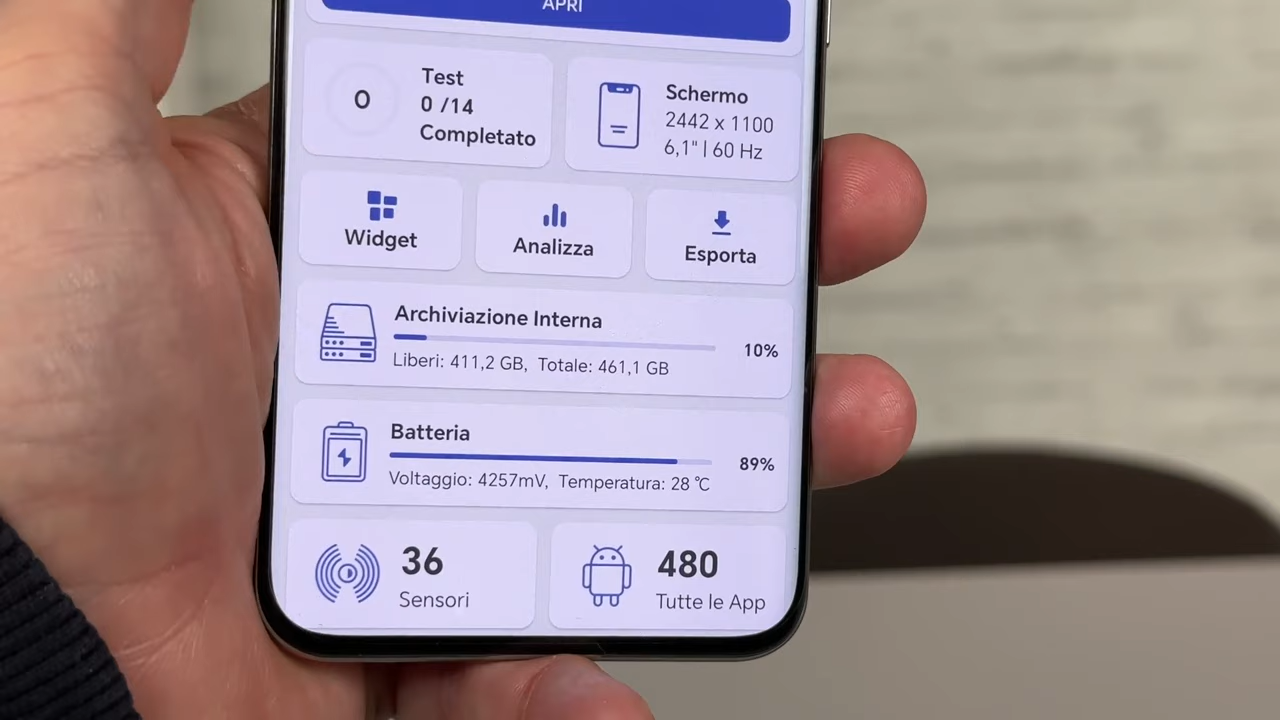 APRI
0
Test
0 /14
Completato
Schermo
2442 x 1100
6,1" | 60 Hz
Widget
Analizza
Esporta
Archiviazione Interna
10%
Liberi: 411,2 GB, Totale: 461,1 GB
Batteria
89%
Voltaggio: 4257mV, Temperatura: 28 ℃
36
Sensori
480
Tutte le App